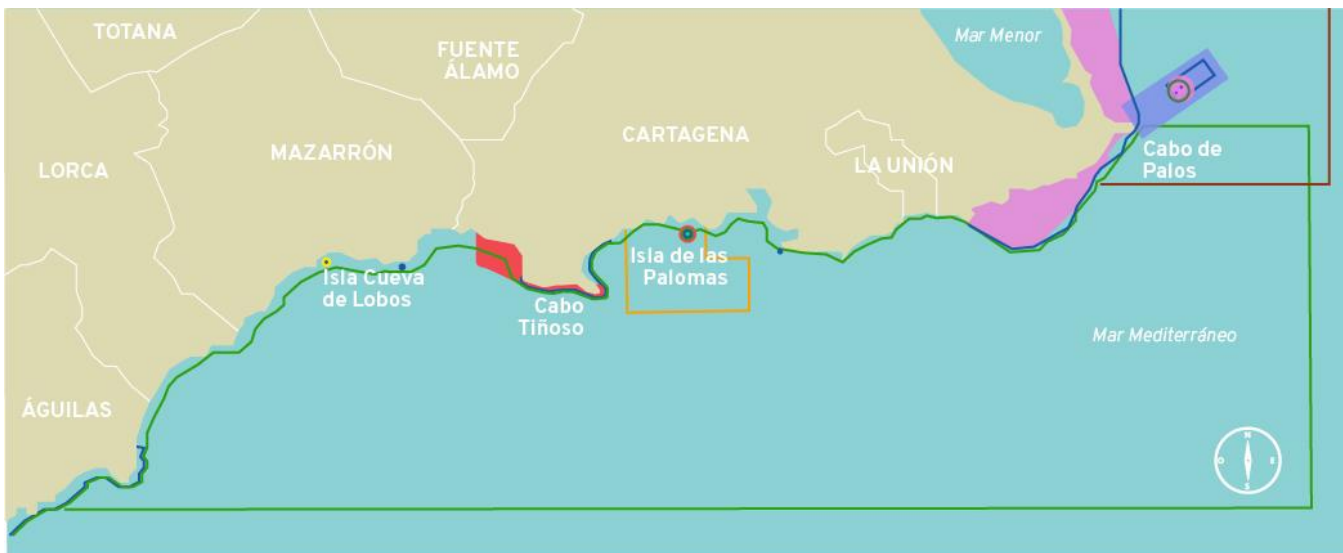 TOTANA
FUENTE
ÁLAMO
Mar Menor
CARTAGENA
MAZARRÓN
LORCA
LA UNIÓN
Cabo de
Palos
Isla Cueva
de Lobos
Isla de las
Palomas
Cabo
Tiñoso
Mar Mediterráneo
ÁGUILAS
N
O
E
S